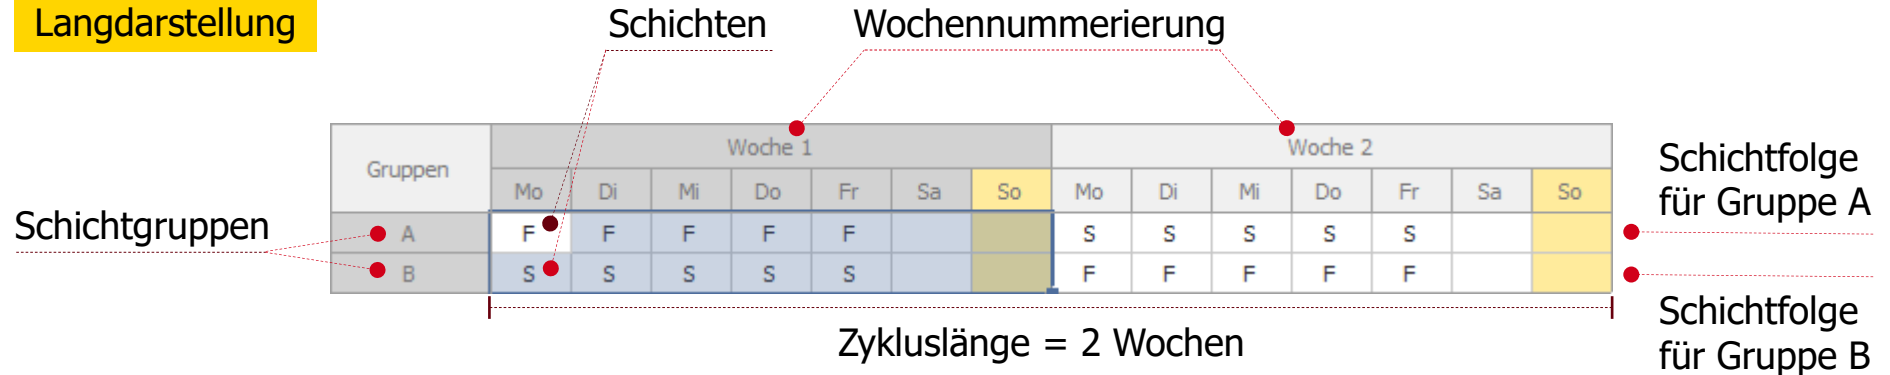 Langdarstellung
Schichten
Wochennummerierung
Gruppen
Woche 1
Woche 2
Mo Di Mi Do Fr Sa So Mo Di Mi Do Fr Sa So
Schichtgruppen
A F F F F F S S S S S
B S S S S S F F F F F
Schichtfolge
für Gruppe A
Schichtfolge
für Gruppe B
Zykluslänge = 2 Wochen